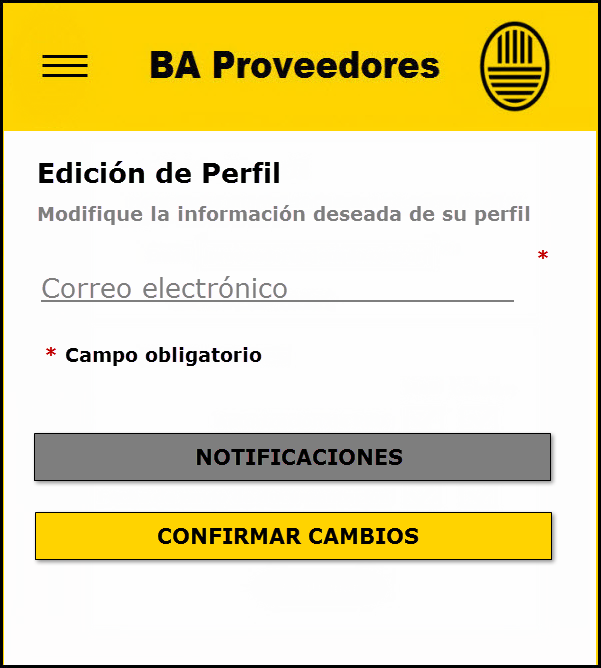 BA Proveedores
Edición de Perfil
Modifique la información deseada de su perfil
*
Correo electrónico
* Campo obligatorio
NOTIFICACIONES
CONFIRMAR CAMBIOS